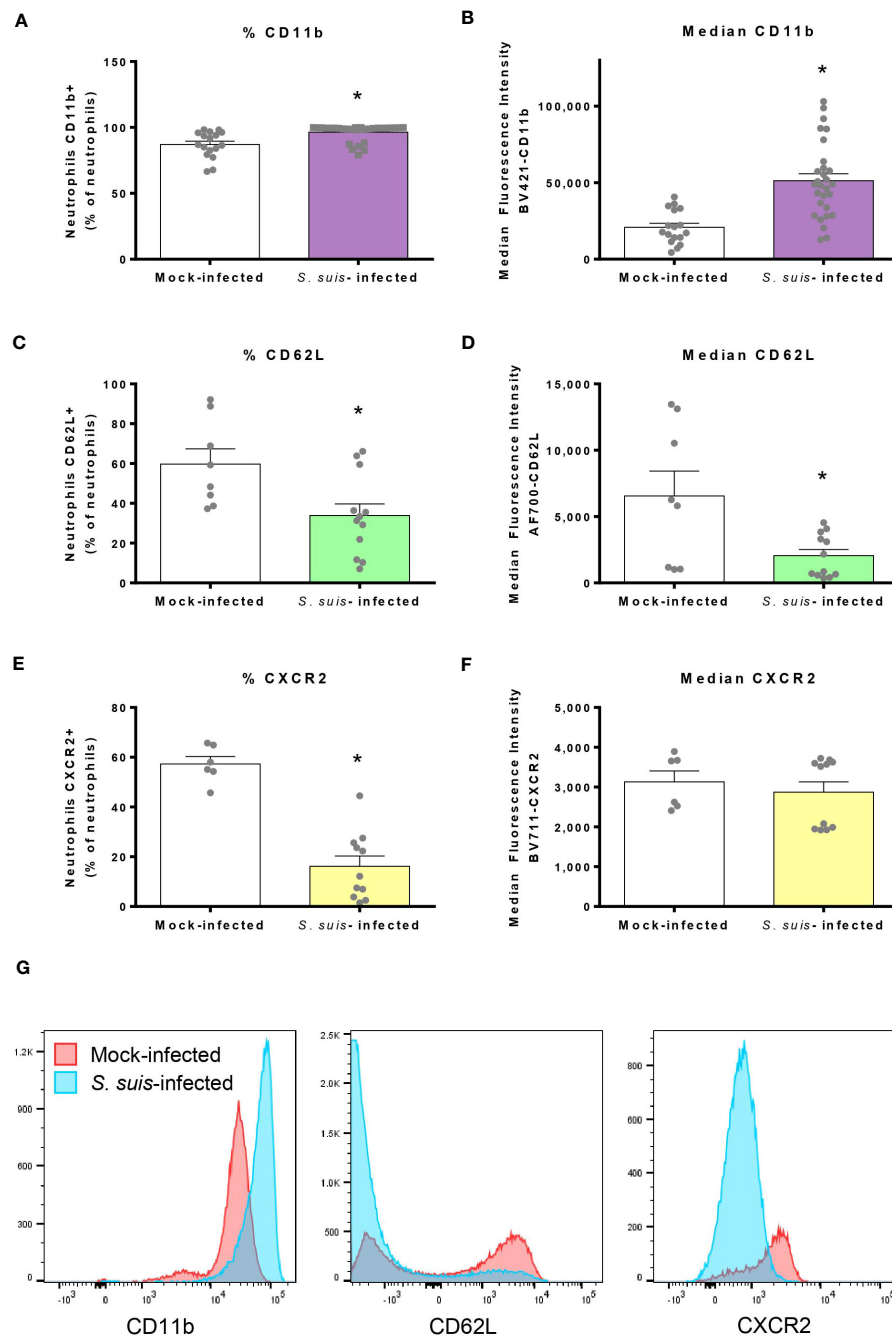 A
% CD11b
Neutrophils CD11b+
(% of neutrophils)
150
100
50
0
*
Mock-infected
S. suis- infected
B
Median CD11b
Median Fluorescence Intensity
BV421-CD11b
100,000
50,000
0
*
Mock-infected
S. suis- infected
C
% CD62L
Neutrophils CD62L+
(% of neutrophils)
100
80
60
40
20
0
*
Mock-infected
S. suis- infected
D
Median CD62L
Median Fluorescence Intensity
AF700-CD62L
15,000
10,000
5,000
0
*
Mock-infected
S. suis- infected
E
% CXCR2
Neutrophils CXCR2+
(% of neutrophils)
80
60
40
20
0
*
Mock-infected
S. suis- infected
F
Median CXCR2
Median Fluorescence Intensity
BV711-CXCR2
5,000
4,000
3,000
2,000
1,000
0
Mock-infected
S. suis- infected
G
Mock-infected
S. suis-infected
1.2K
900
600
300
0
-10³ 0 10³ 10⁴ 10⁵
CD11b
2.5K
2.0K
1.5K
1.0K
500
0
-10³ 0 10³ 10⁴ 10⁵
CD62L
800
600
400
200
0
-10³ 0 10³ 10⁴ 10⁵
CXCR2